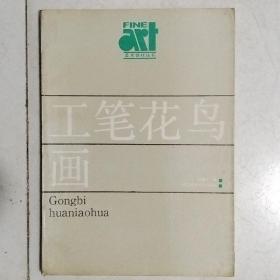 FINE
art
工笔花鸟
画
Gongbi
huaniaohua